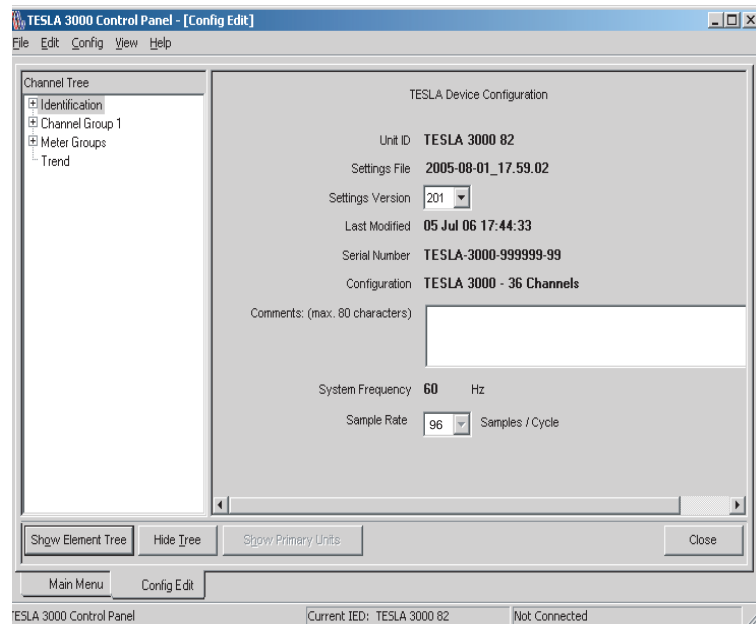 TESLA 3000 Control Panel - [Config Edit]
File Edit Config View Help
Channel Tree
Identification
Channel Group 1
Meter Groups
Trend
TESLA Device Configuration
Unit ID TESLA 3000 82
Settings File 2005-08-01_17.59.02
Settings Version 201
Last Modified 05 Jul 06 17:44:33
Serial Number TESLA-3000-999999-99
Configuration TESLA 3000 - 36 Channels
Comments: (max. 80 characters)
System Frequency 60 Hz
Sample Rate 96 Samples / Cycle
Show Element Tree Hide Tree Show Primary Units Close
Main Menu Config Edit
TESLA 3000 Control Panel Current IED: TESLA 3000 82 Not Connected